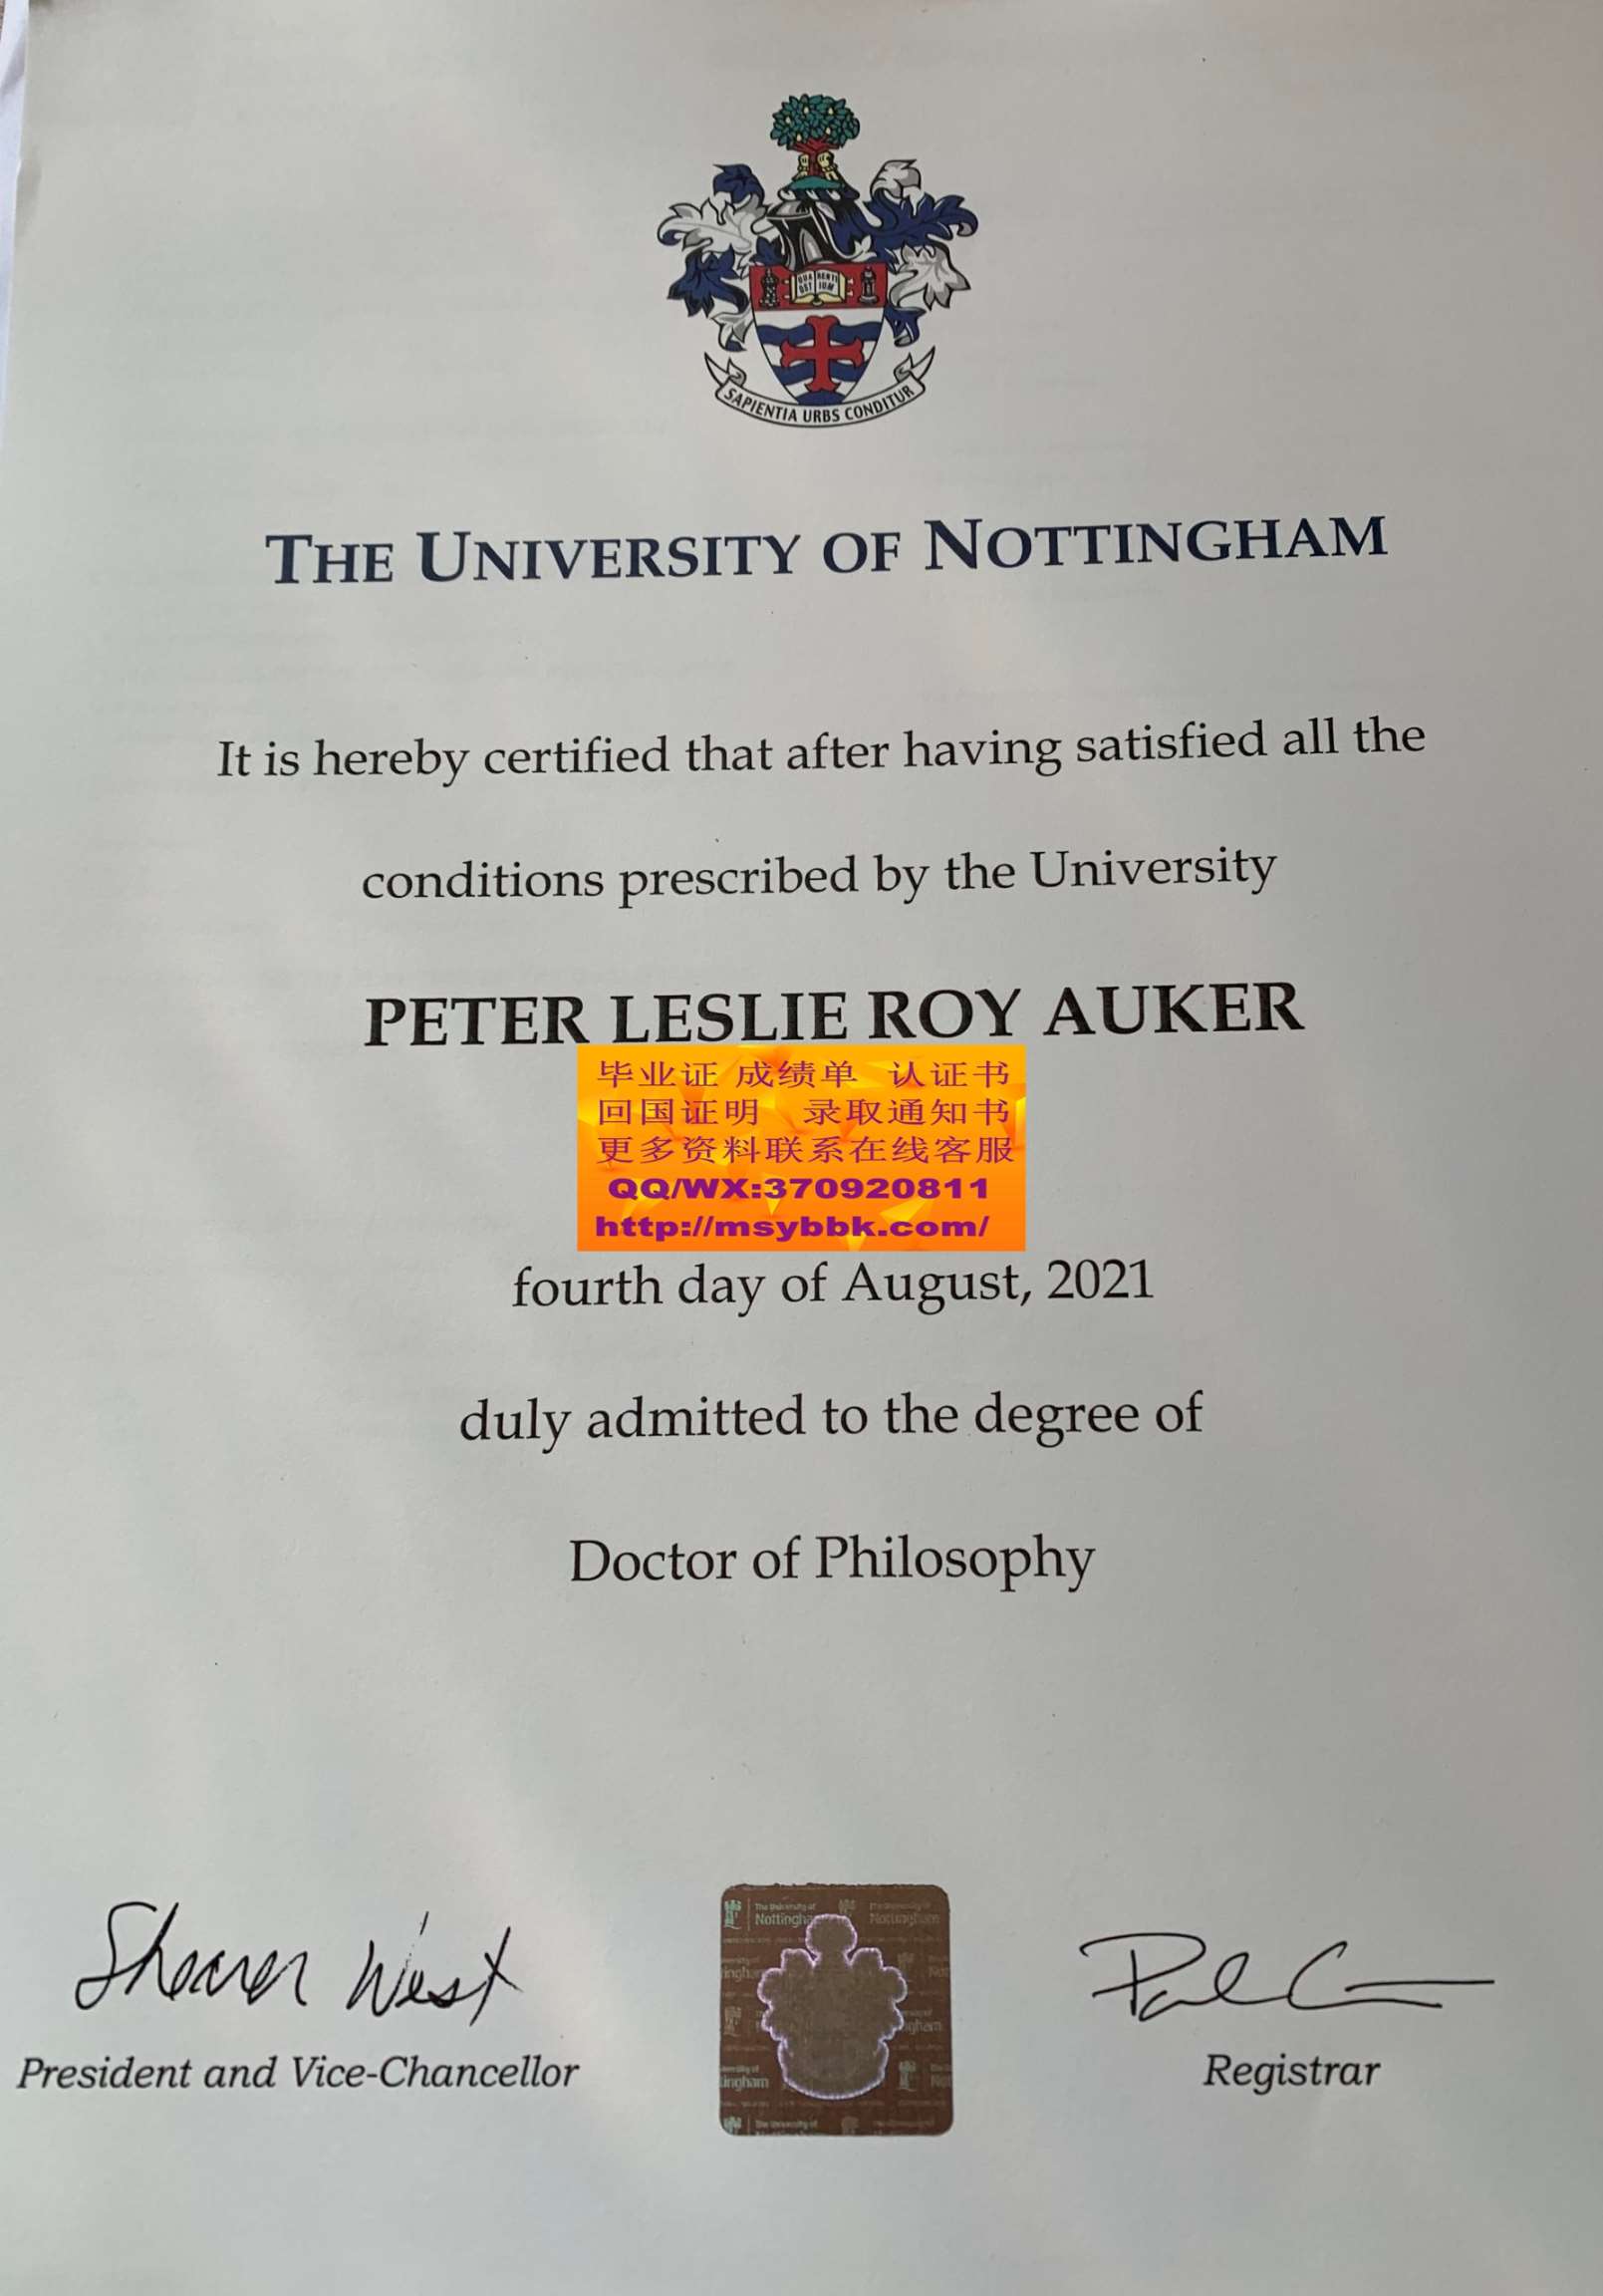 SAPIENTIA URBS CONDITUR
THE UNIVERSITY OF NOTTINGHAM
It is hereby certified that after having satisfied all the
conditions prescribed by the University
PETER LESLIE ROY AUKER
毕业证 成绩单 认证书
回国证明 录取通知书
更多资料联系在线客服
QQ/WX:370920811
http://msybbk.com/
fourth day of August, 2021
duly admitted to the degree of
Doctor of Philosophy
Shearer West
President and Vice-Chancellor
The University of
Nottingham
Registrar